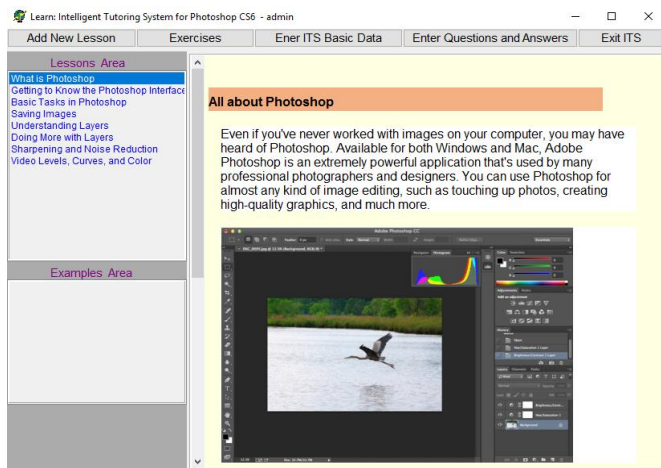 Learn: Intelligent Tutoring System for Photoshop CS6 - admin
Add New Lesson Exercises Ener ITS Basic Data Enter Questions and Answers Exit ITS
Lessons Area
What is Photoshop
Getting to Know the Photoshop Interface
Basic Tasks in Photoshop
Saving Images
Understanding Layers
Doing More with Layers
Sharpening and Noise Reduction
Video Levels, Curves, and Color
Examples Area
All about Photoshop
Even if you've never worked with images on your computer, you may have
heard of Photoshop. Available for both Windows and Mac, Adobe
Photoshop is an extremely powerful application that's used by many
professional photographers and designers. You can use Photoshop for
almost any kind of image editing, such as touching up photos, creating
high-quality graphics, and much more.
Adobe Photoshop CC